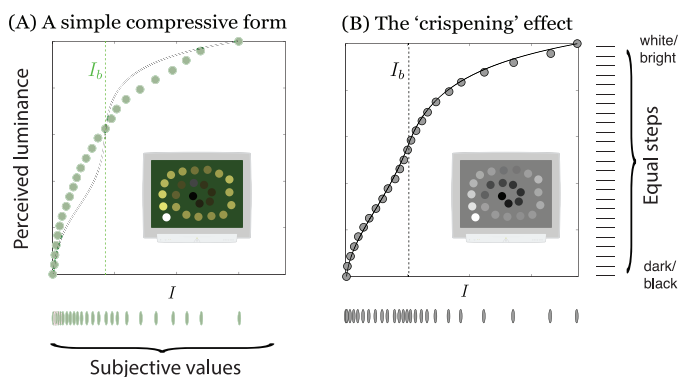 (A) A simple compressive form
(B) The ‘crispening’ effect
I_b
I_b
Perceived luminance
white/
bright
Equal steps
dark/
black
I
I
Subjective values